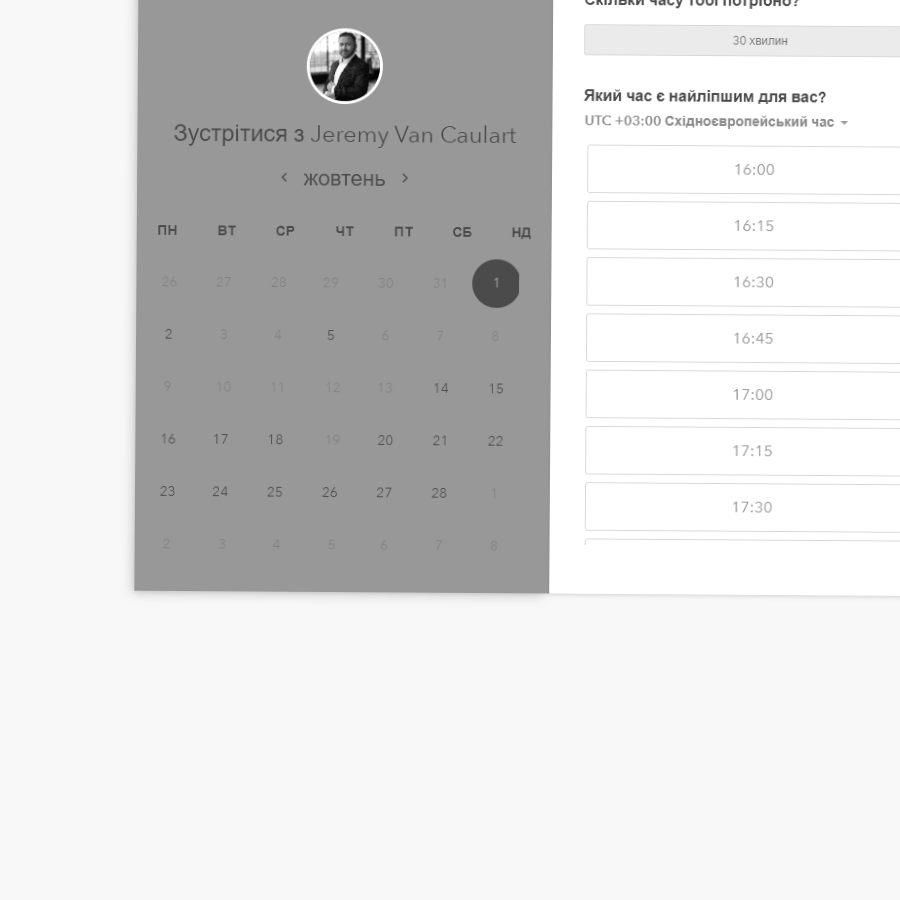 Скільки часу тобі потрібно?
30 хвилин
Який час є найліпшим для вас?
UTC +03:00 Східноєвропейський час
16:00
16:15
16:30
16:45
17:00
17:15
17:30
Зустрітися з Jeremy Van Caulart
жовтень
ПН ВТ СР ЧТ ПТ СБ НД
26 27 28 29 30 31 1
2 3 4 5 6 7 8
9 10 11 12 13 14 15
16 17 18 19 20 21 22
23 24 25 26 27 28 1
2 3 4 5 6 7 8